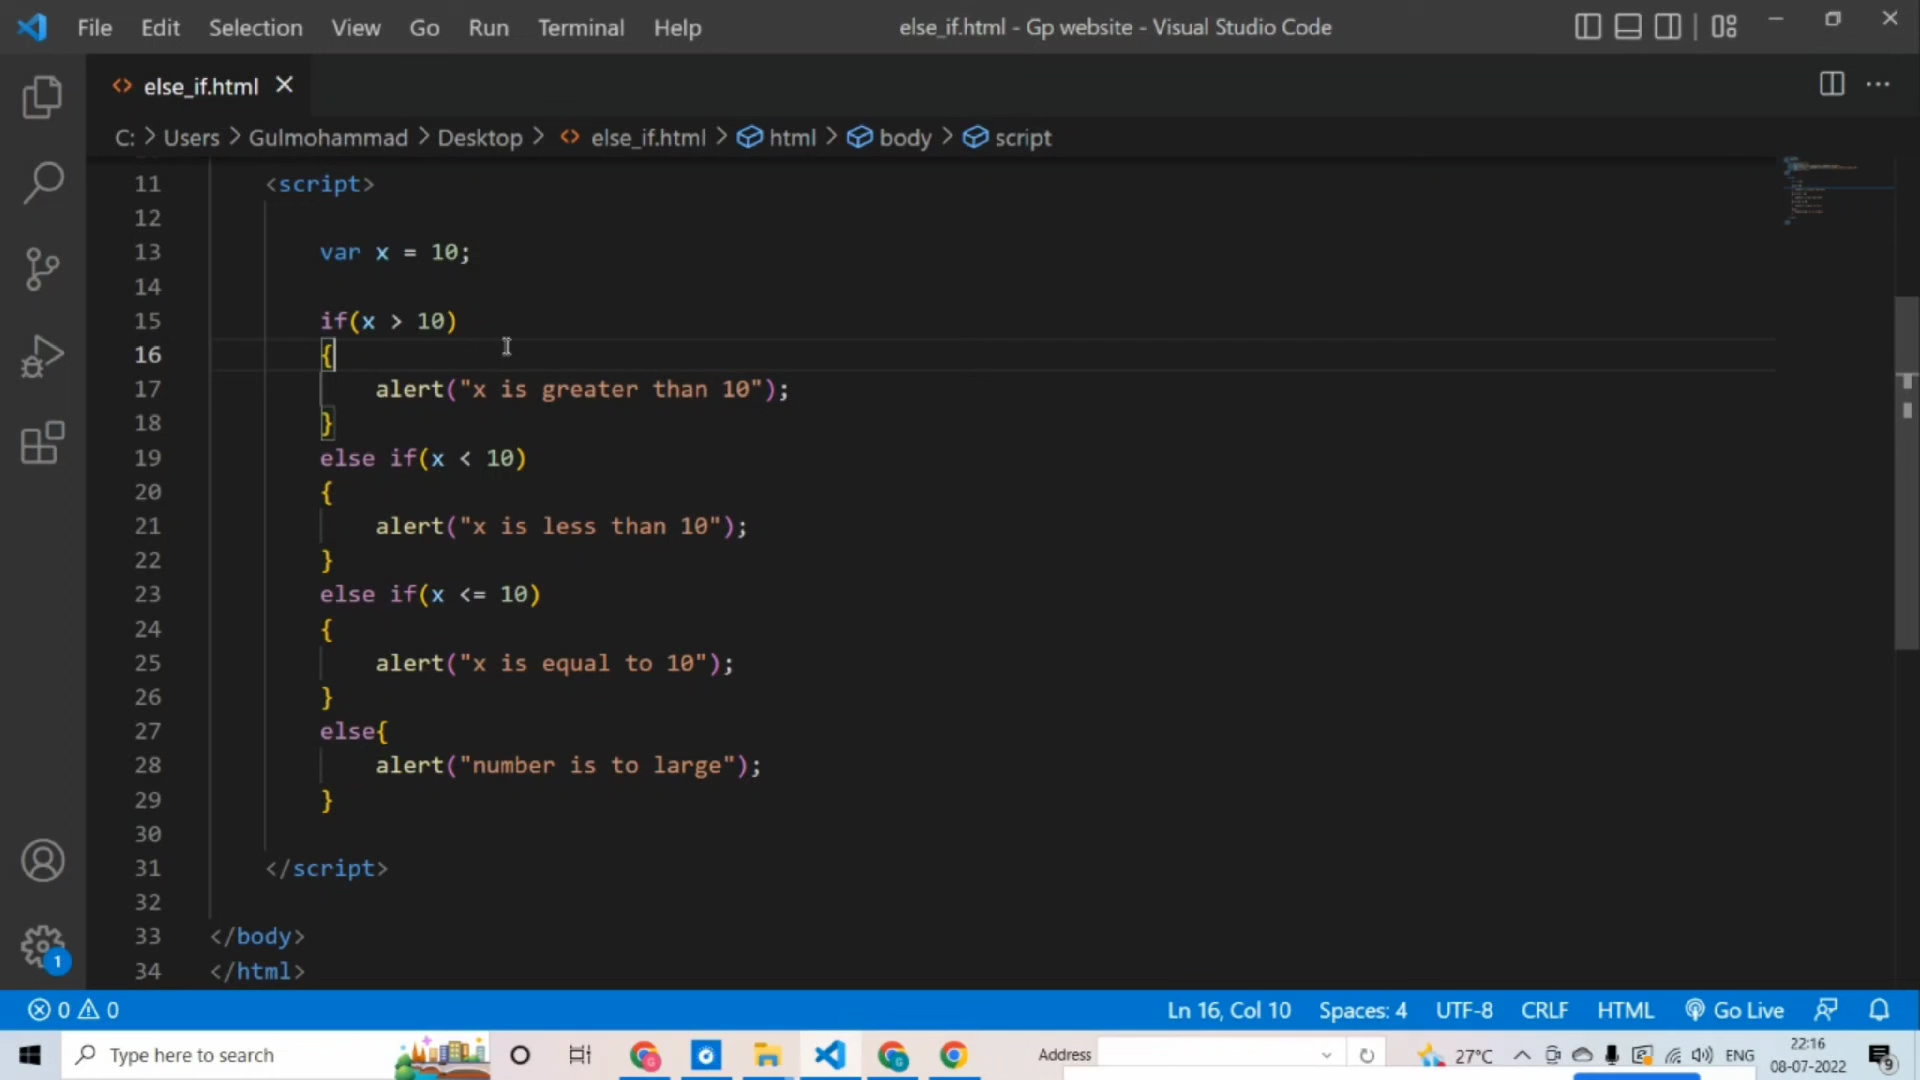 File Edit Selection View Go Run Terminal Help else_if.html - Gp website - Visual Studio Code
<> else_if.html ×
C: > Users > Gulmohammad > Desktop > <> else_if.html > html > body > script
11 <script>
12
13 var x = 10;
14
15 if(x > 10)
16 {
17 alert("x is greater than 10");
18 }
19 else if(x < 10)
20 {
21 alert("x is less than 10");
22 }
23 else if(x <= 10)
24 {
25 alert("x is equal to 10");
26 }
27 else{
28 alert("number is to large");
29 }
30
31 </script>
32
33 </body>
34 </html>
1
0 0 Ln 16, Col 10 Spaces: 4 UTF-8 CRLF HTML Go Live
Type here to search Address 27°C ENG 22:16
08-07-2022 9